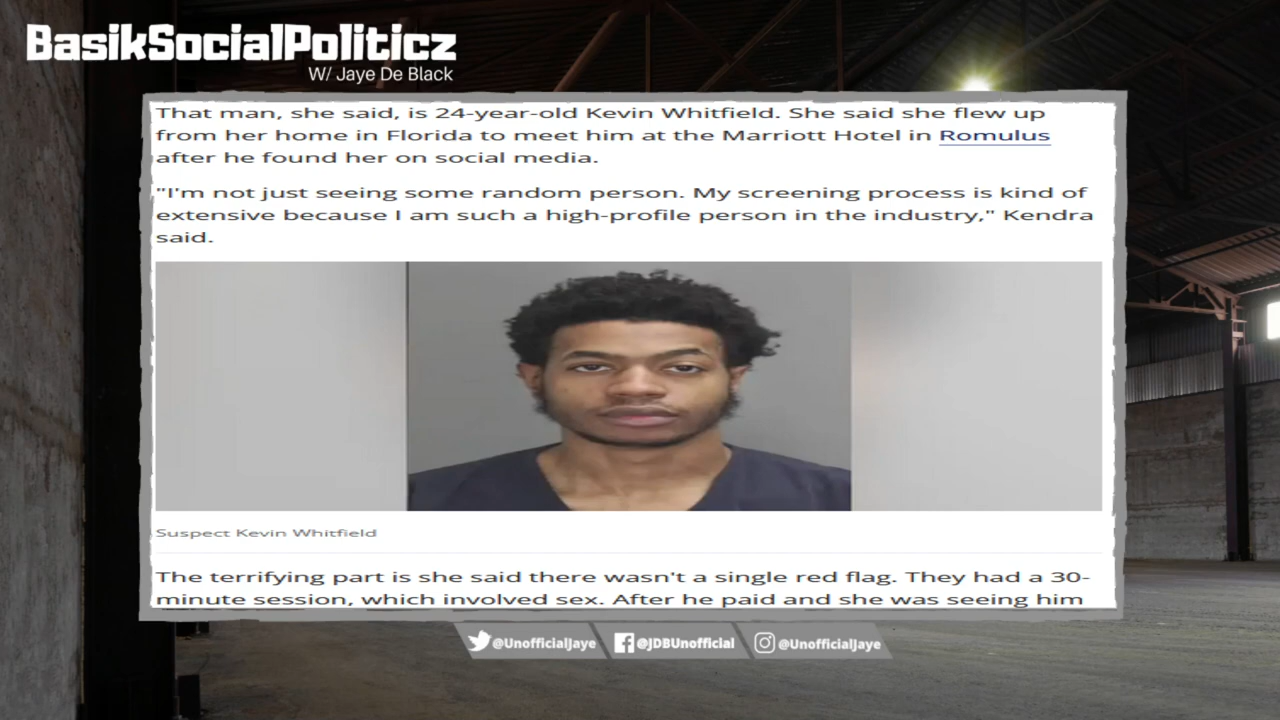 BasikSocialPoliticz
W/ Jaye De Black
That man, she said, is 24-year-old Kevin Whitfield. She said she flew up
from her home in Florida to meet him at the Marriott Hotel in Romulus
after he found her on social media.
"I'm not just seeing some random person. My screening process is kind of
extensive because I am such a high-profile person in the industry," Kendra
said.
Suspect Kevin Whitfield
The terrifying part is she said there wasn't a single red flag. They had a 30-
minute session, which involved sex. After he paid and she was seeing him
@UnofficialJaye @JDBUnofficial @UnofficialJaye